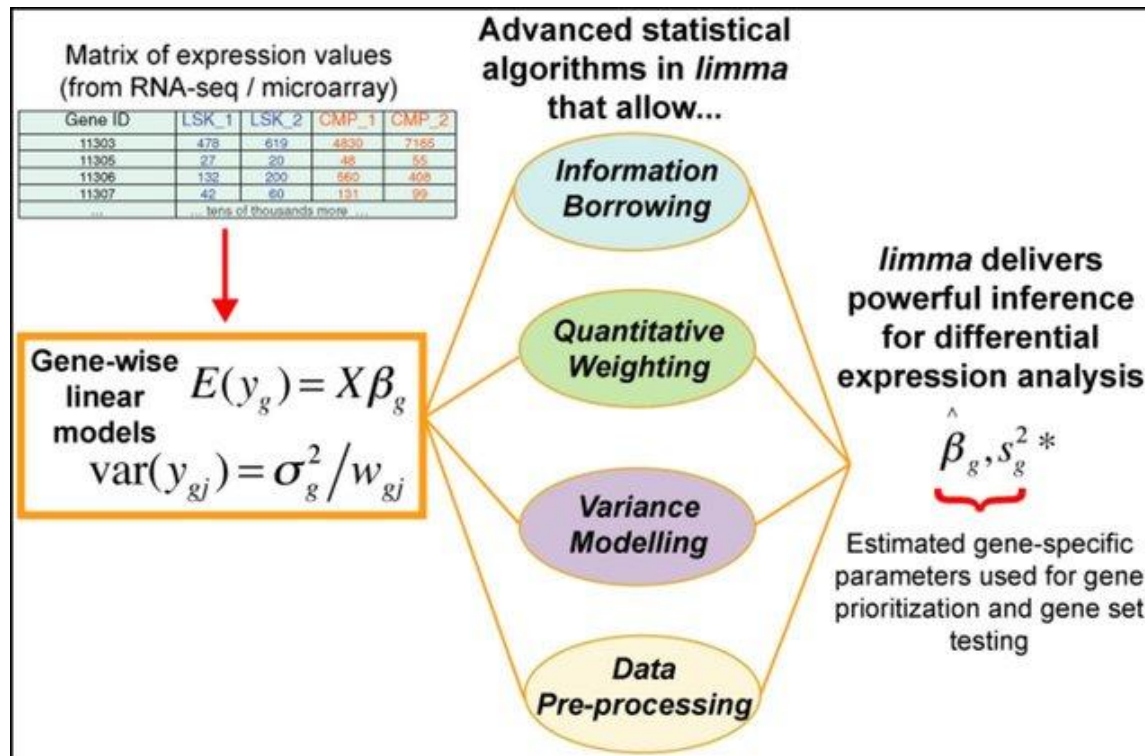 Matrix of expression values
(from RNA-seq / microarray)
Gene ID LSK_1 LSK_2 CMP_1 CMP_2
11303 478 619 4830 7165
11305 27 20 48 55
11306 132 200 560 408
11307 42 60 131 99
... ... tens of thousands more ...
Gene-wise
linear
models
E(y_g) = Xβ_g
var(y_gj) = σ_g^2/w_gj
Advanced statistical
algorithms in limma
that allow...
Information
Borrowing
Quantitative
Weighting
Variance
Modelling
Data
Pre-processing
limma delivers
powerful inference
for differential
expression analysis
β̂_g, s_g^2 *
Estimated gene-specific
parameters used for gene
prioritization and gene set
testing